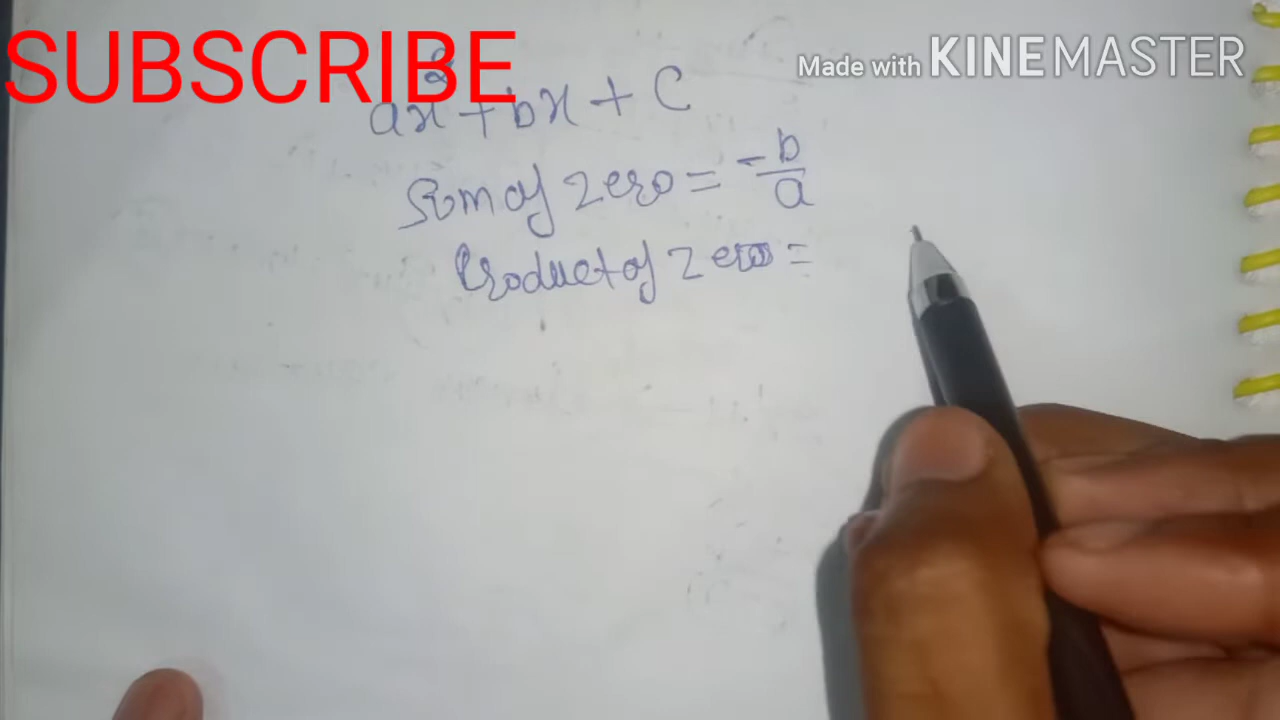 SUBSCRIBE
Made with KINEMASTER
ax²+bx+c
Sum of Zero = -b/a
Product of Zeros =